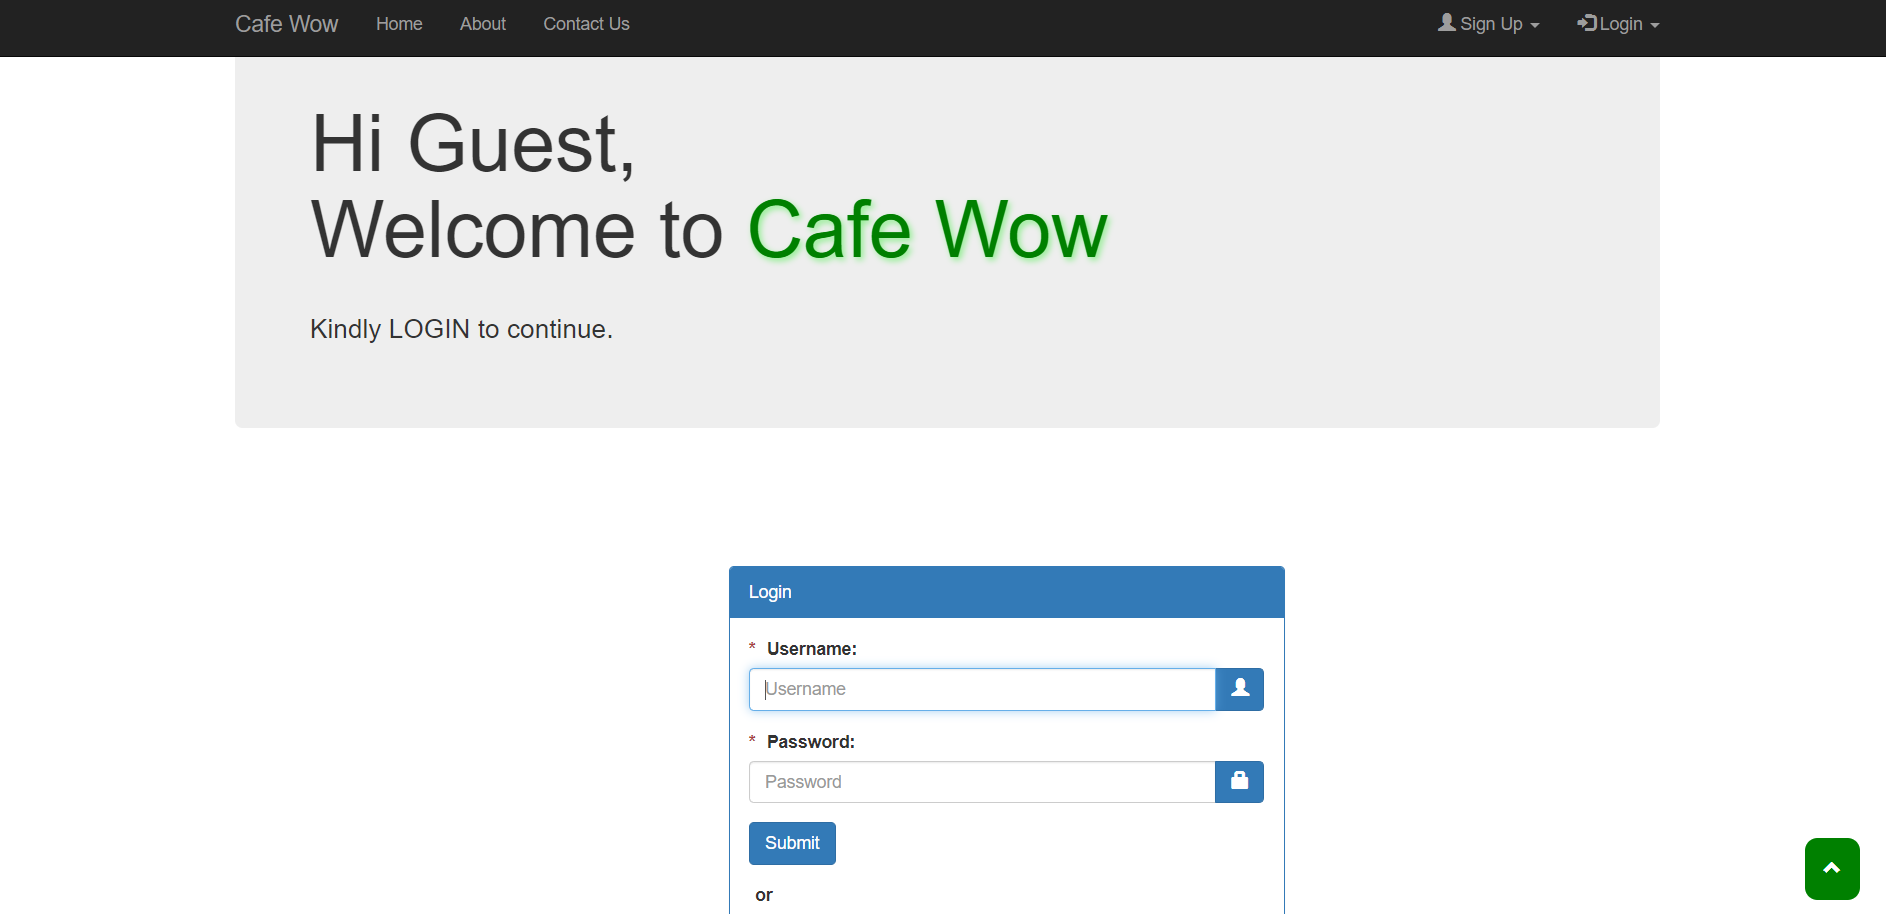 Cafe Wow Home About Contact Us Sign Up Login
Hi Guest,
Welcome to Cafe Wow
Kindly LOGIN to continue.
Login
* Username:
Username
* Password:
Password
Submit
or